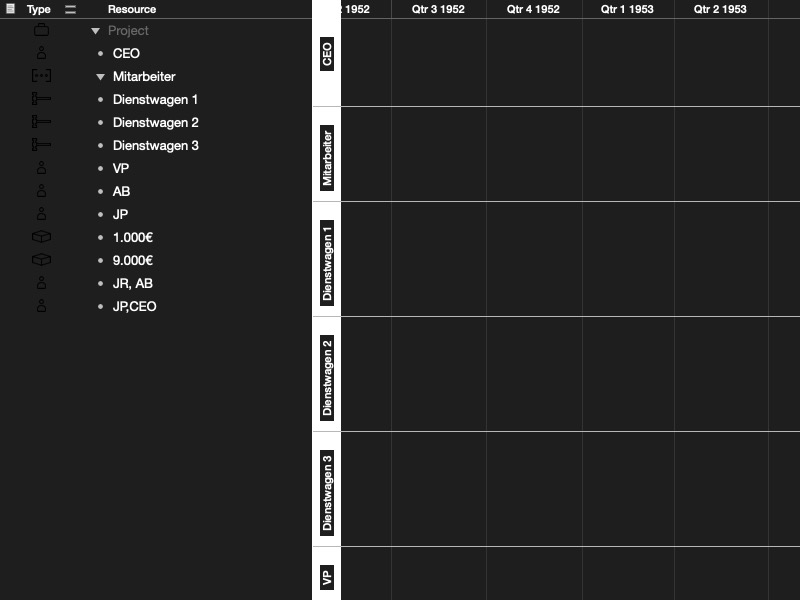 Type Resource
Project
CEO
Mitarbeiter
Dienstwagen 1
Dienstwagen 2
Dienstwagen 3
VP
AB
JP
1.000€
9.000€
JR, AB
JP,CEO
2 1952 Qtr 3 1952 Qtr 4 1952 Qtr 1 1953 Qtr 2 1953
CEO
Mitarbeiter
Dienstwagen 1
Dienstwagen 2
Dienstwagen 3
VP